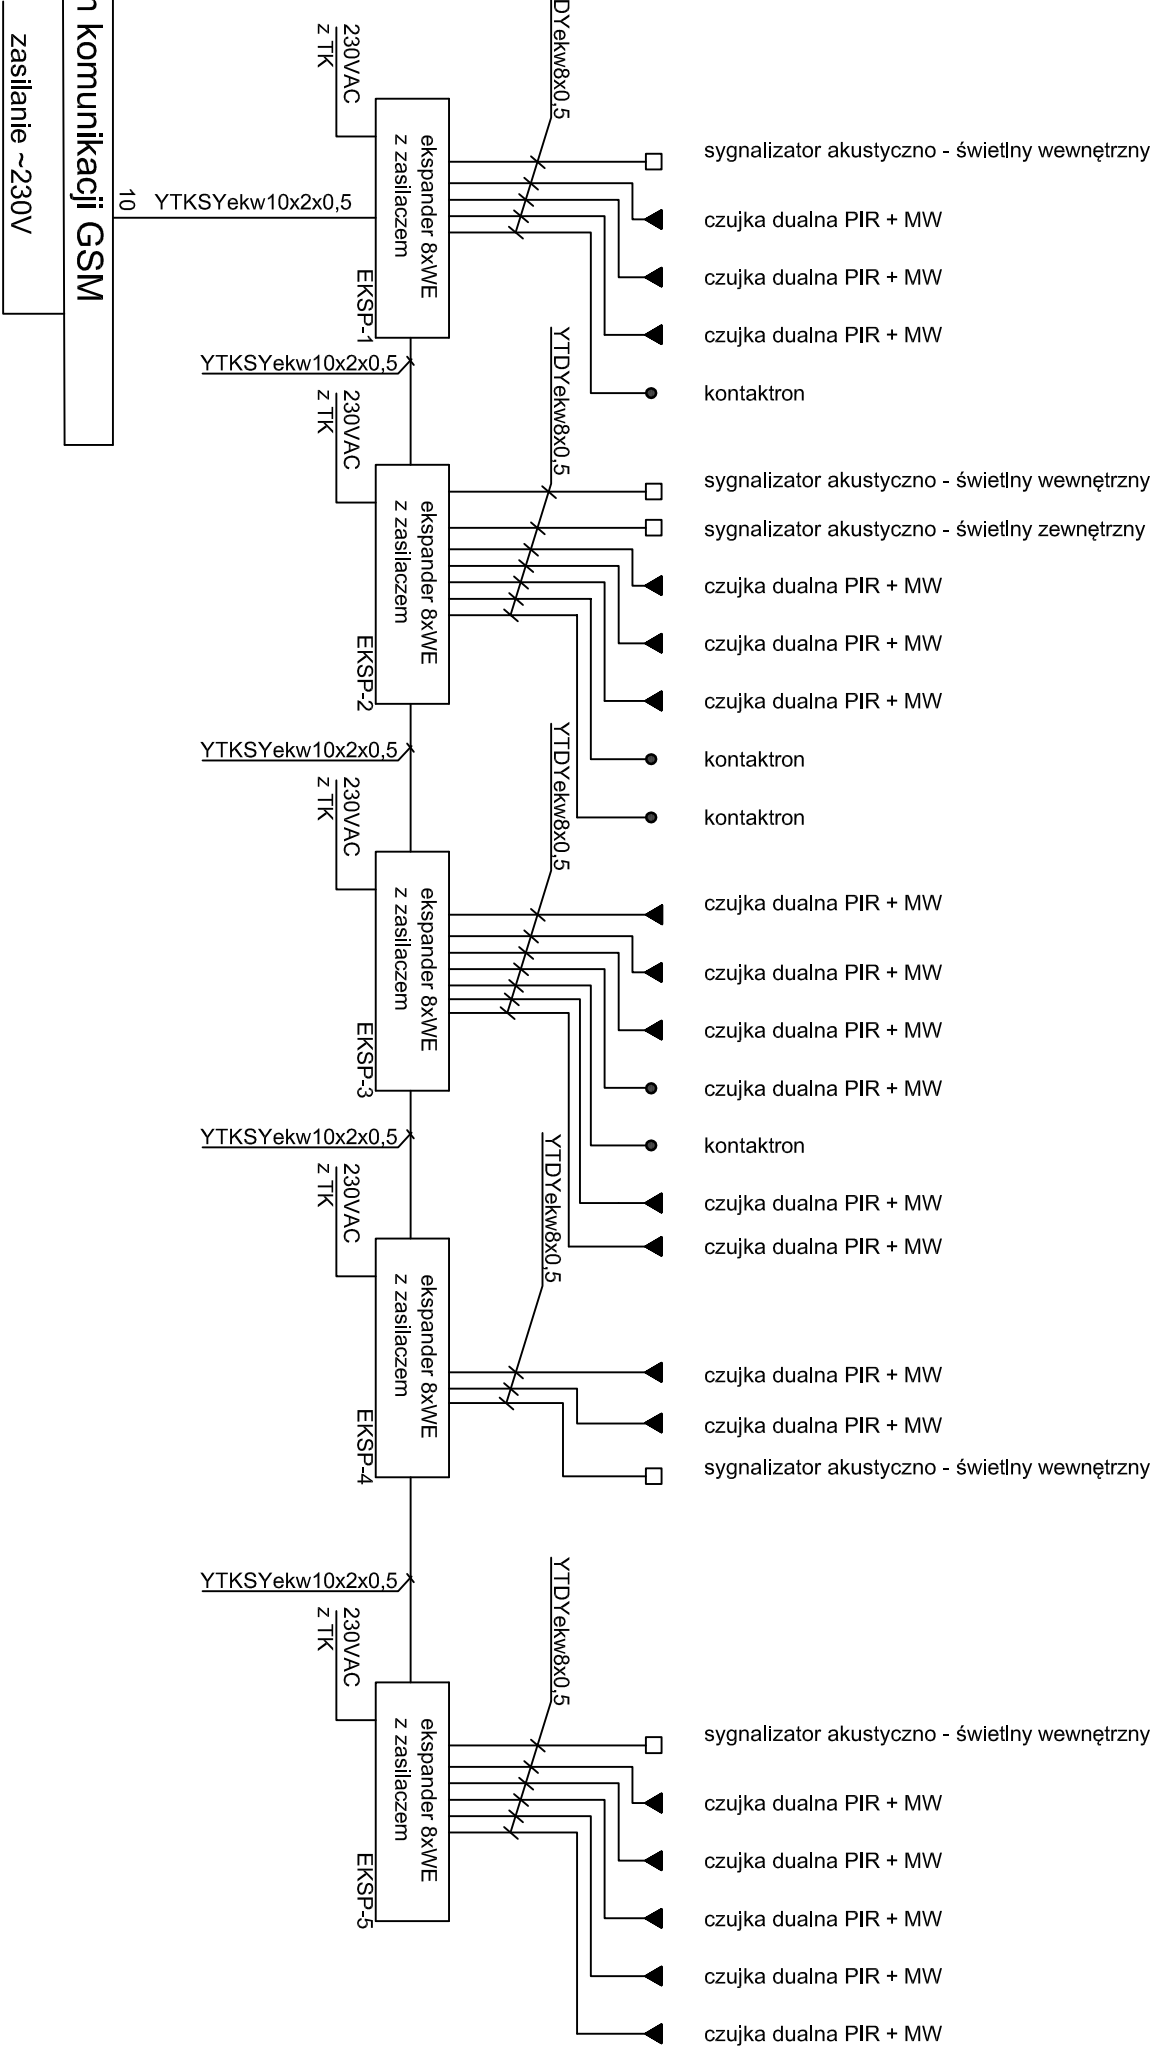 n komunikacji GSM
zasilanie ~230V
10
YTKSYekw10x2x0,5
230VAC
z TK
ekspander 8xWE
z zasilaczem
EKSP-1
DYekw8x0,5
sygnalizator akustyczno - świetlny wewnętrzny
czujka dualna PIR + MW
czujka dualna PIR + MW
czujka dualna PIR + MW
kontaktron
YTKSYekw10x2x0,5
230VAC
z TK
ekspander 8xWE
z zasilaczem
EKSP-2
YTDYekw8x0,5
sygnalizator akustyczno - świetlny wewnętrzny
sygnalizator akustyczno - świetlny zewnętrzny
czujka dualna PIR + MW
czujka dualna PIR + MW
czujka dualna PIR + MW
kontaktron
kontaktron
YTKSYekw10x2x0,5
230VAC
z TK
ekspander 8xWE
z zasilaczem
EKSP-3
YTDYekw8x0,5
czujka dualna PIR + MW
czujka dualna PIR + MW
czujka dualna PIR + MW
czujka dualna PIR + MW
kontaktron
czujka dualna PIR + MW
czujka dualna PIR + MW
YTKSYekw10x2x0,5
230VAC
z TK
ekspander 8xWE
z zasilaczem
EKSP-4
YTDYekw8x0,5
czujka dualna PIR + MW
czujka dualna PIR + MW
sygnalizator akustyczno - świetlny wewnętrzny
YTKSYekw10x2x0,5
230VAC
z TK
ekspander 8xWE
z zasilaczem
EKSP-5
YTDYekw8x0,5
sygnalizator akustyczno - świetlny wewnętrzny
czujka dualna PIR + MW
czujka dualna PIR + MW
czujka dualna PIR + MW
czujka dualna PIR + MW
czujka dualna PIR + MW